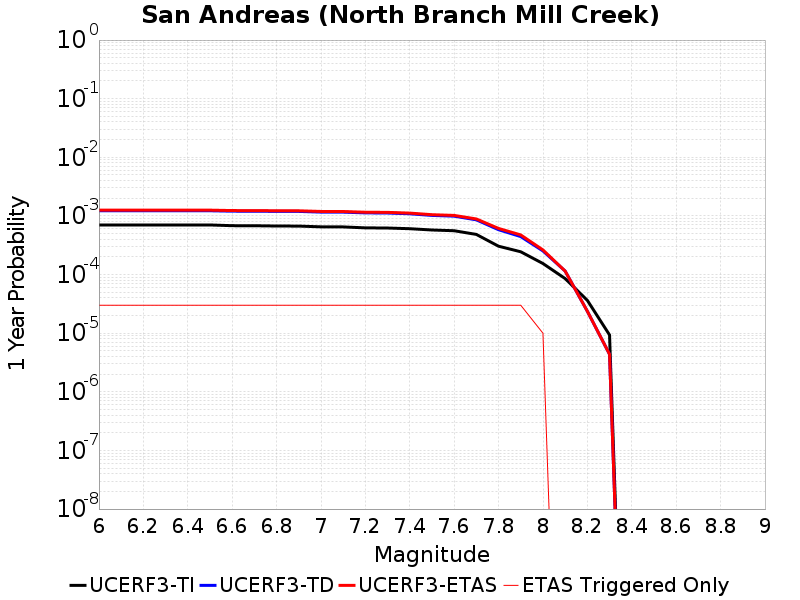 San Andreas (North Branch Mill Creek)
10^0
10^-1
10^-2
10^-3
10^-4
10^-5
10^-6
10^-7
10^-8
1 Year Probability
6 6.2 6.4 6.6 6.8 7 7.2 7.4 7.6 7.8 8 8.2 8.4 8.6 8.8 9
Magnitude
UCERF3-TI UCERF3-TD UCERF3-ETAS ETAS Triggered Only